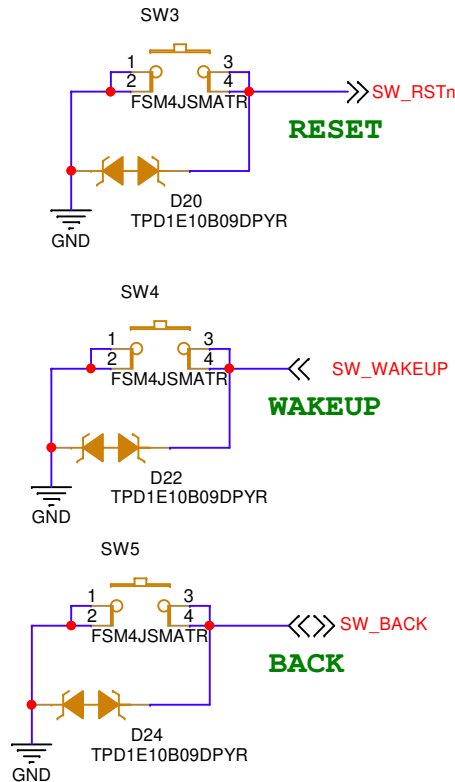 SW3
1 3
2 4
FSM4JSMATR
SW_RSTn
RESET
D20
TPD1E10B09DPYR
GND
SW4
1 3
2 4
FSM4JSMATR
SW_WAKEUP
WAKEUP
D22
TPD1E10B09DPYR
GND
SW5
1 3
2 4
FSM4JSMATR
SW_BACK
BACK
D24
TPD1E10B09DPYR
GND